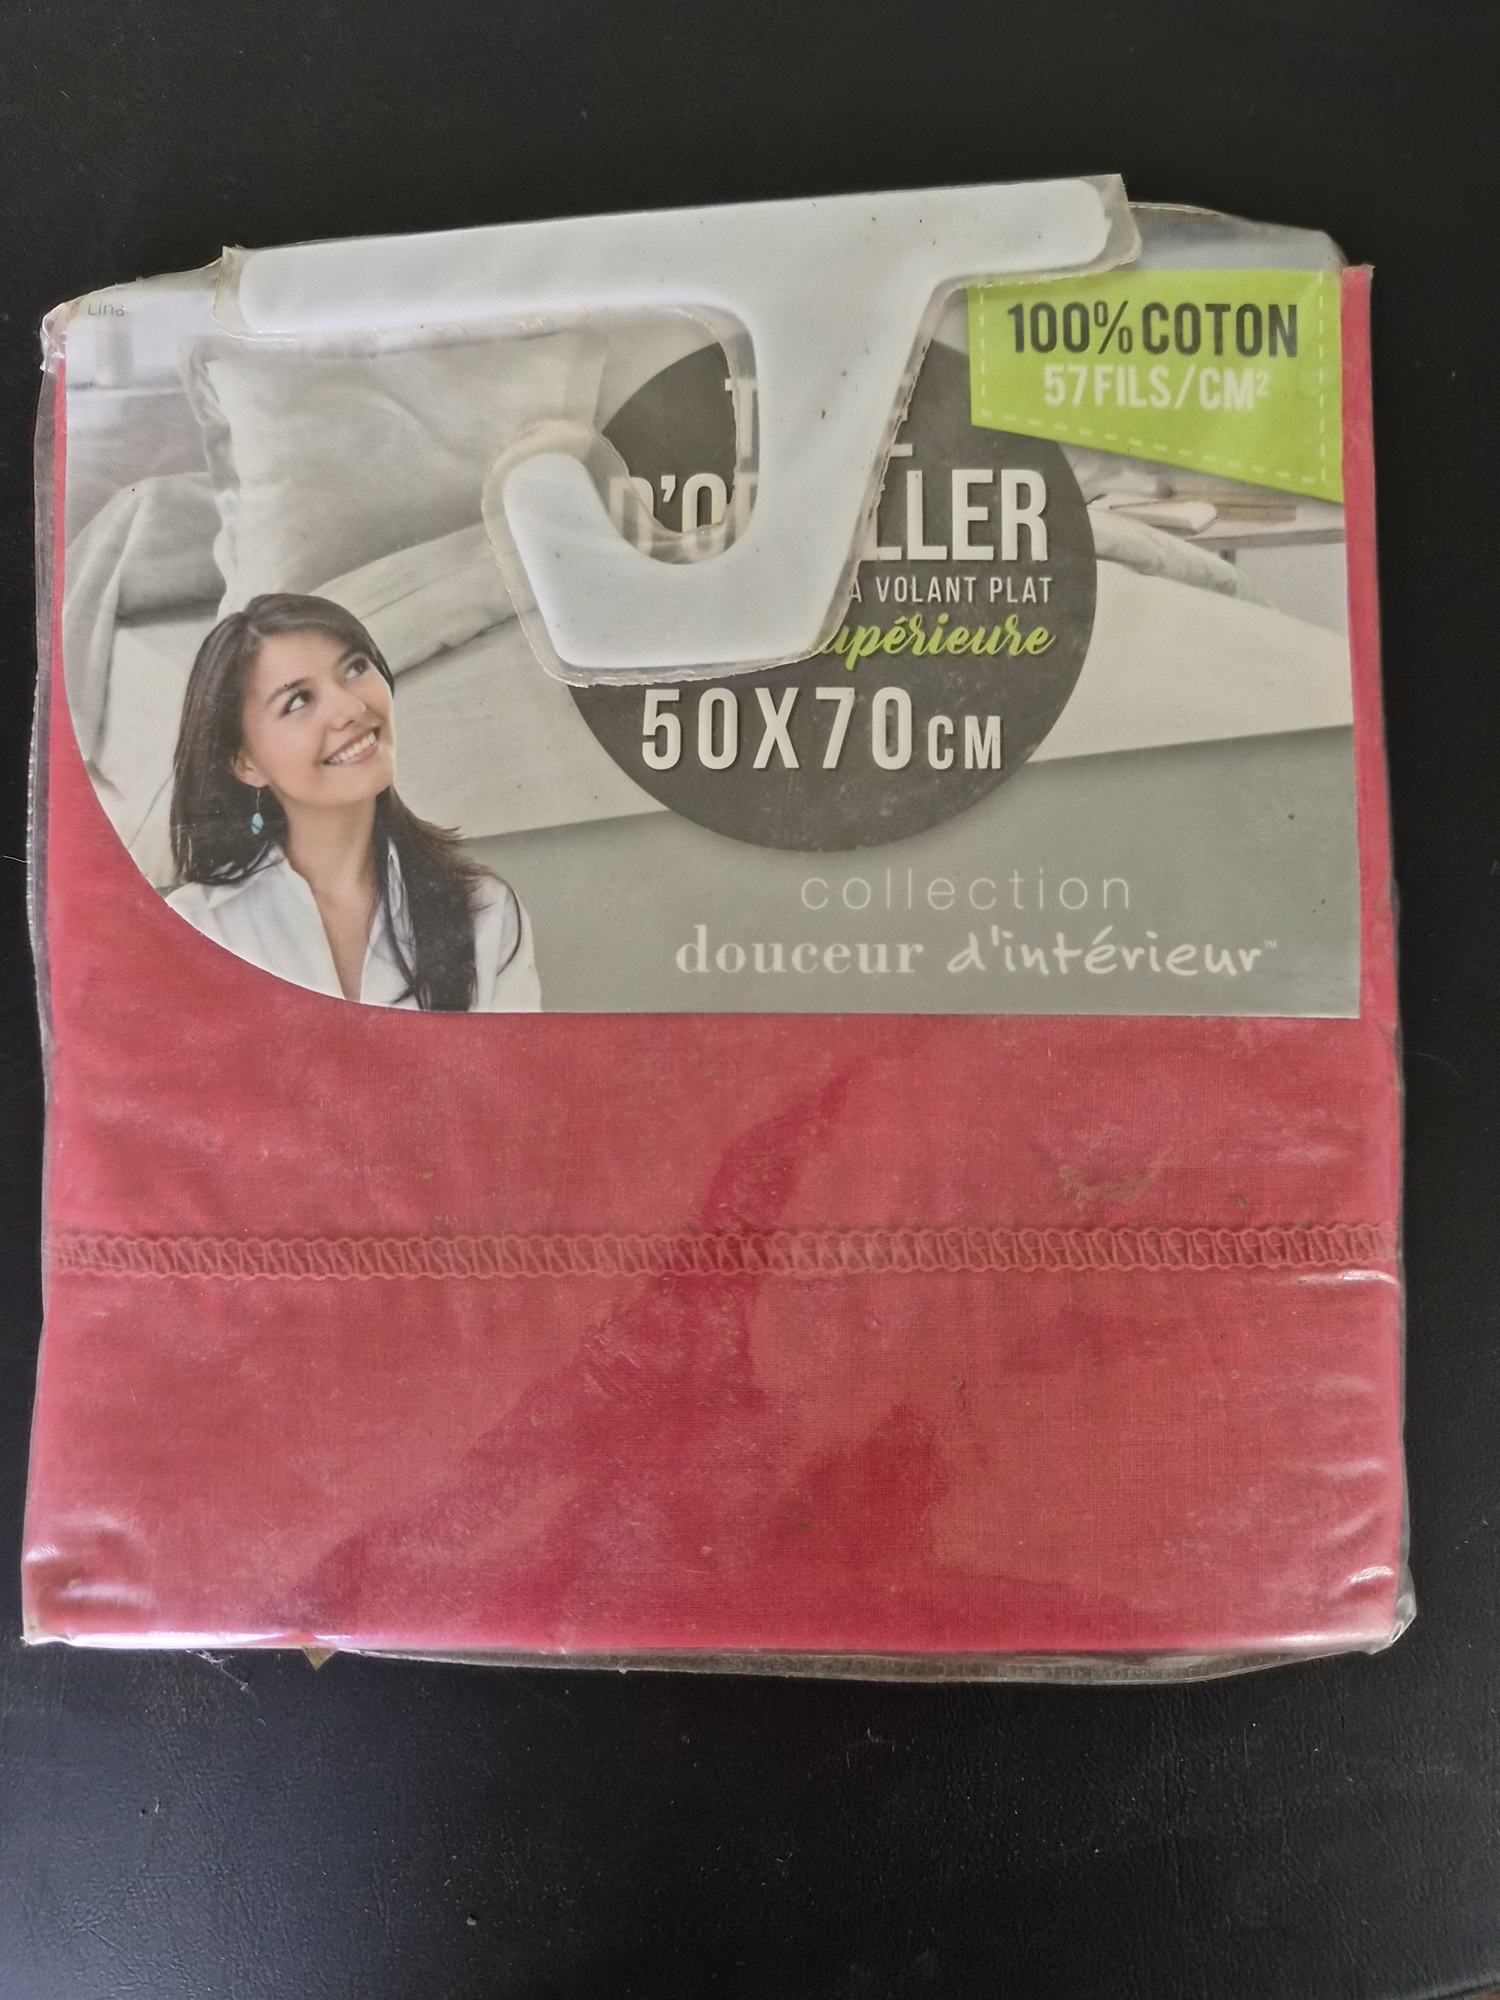 Lina
100% COTON
57 FILS/CM²
D'O LLER
À VOLANT PLAT
upérieure
50X70CM
collection
douceur d'intérieur™